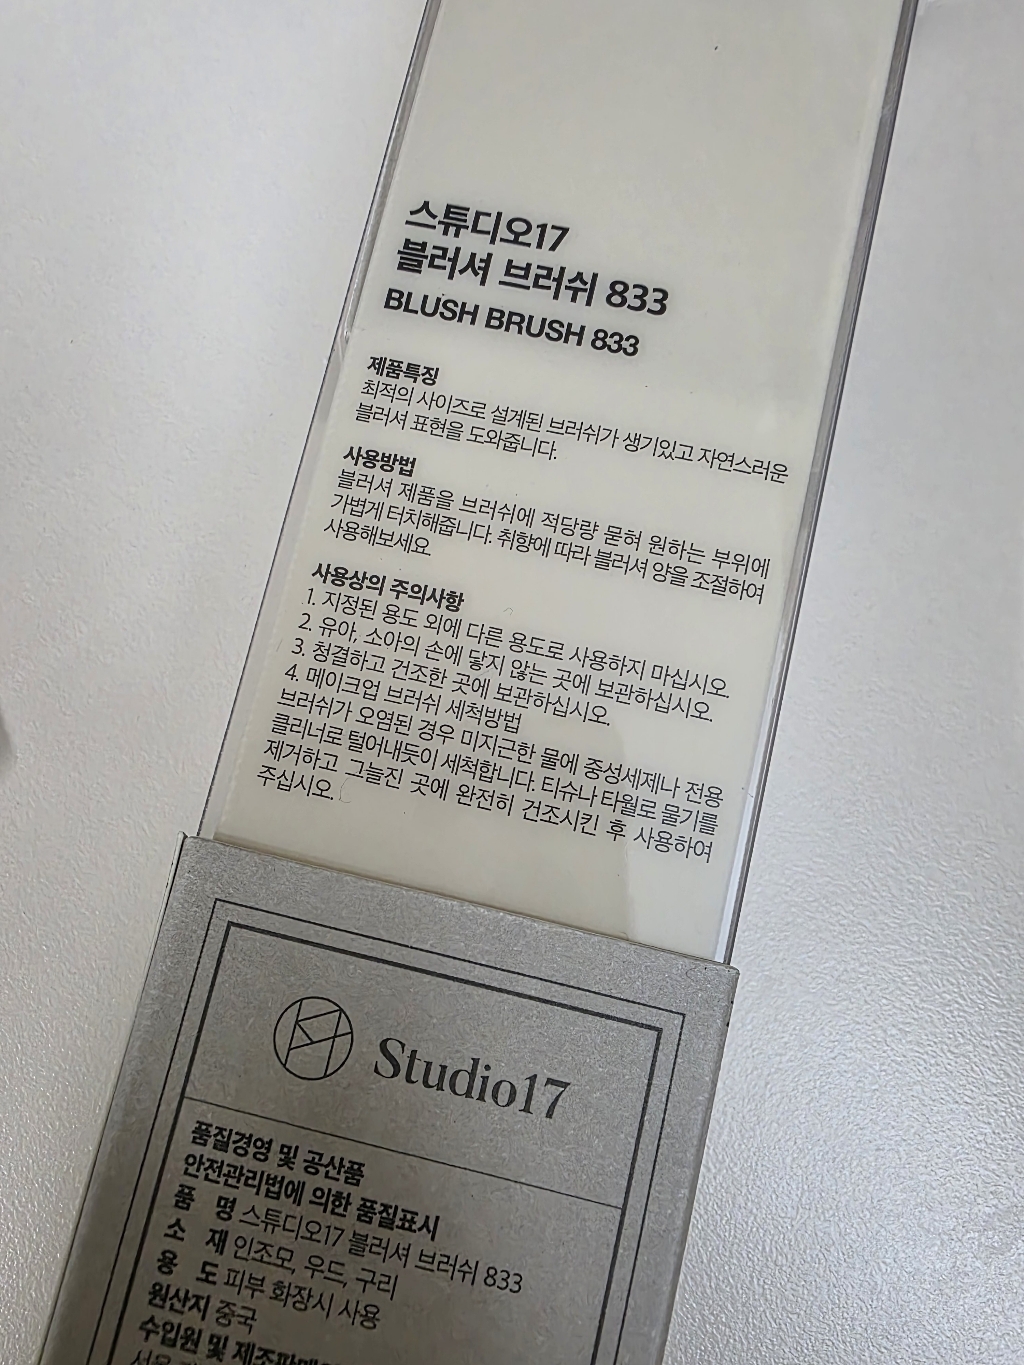 스튜디오17
블러셔 브러쉬 833
BLUSH BRUSH 833
제품특징
최적의 사이즈로 설계된 브러쉬가 생기있고 자연스러운
블러셔 표현을 도와줍니다.
사용방법
블러셔 제품을 브러쉬에 적당량 묻혀 원하는 부위에
가볍게 터치해줍니다. 취향에 따라 블러셔 양을 조절하여
사용해보세요.
사용상의 주의사항
1. 지정된 용도 외에 다른 용도로 사용하지 마십시오.
2. 유아, 소아의 손에 닿지 않는 곳에 보관하십시오.
3. 청결하고 건조한 곳에 보관하십시오.
4. 메이크업 브러쉬 세척방법
브러쉬가 오염된 경우 미지근한 물에 중성세제나 전용
클리너로 털어내듯이 세척합니다. 티슈나 타월로 물기를
제거하고 그늘진 곳에 완전히 건조시킨 후 사용하여
주십시오.
Studio17
품질경영 및 공산품
안전관리법에 의한 품질표시
품 명 스튜디오17 블러셔 브러쉬 833
소 재 인조모, 우드, 구리
용 도 피부 화장시 사용
원산지 중국
수입원 및 제조판매